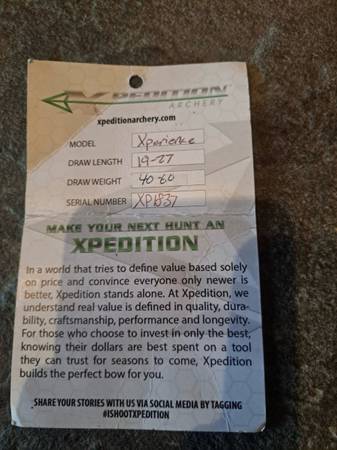 XPEDITION
ARCHERY
xpeditionarchery.com
MODEL Xperience
DRAW LENGTH 19-27
DRAW WEIGHT 40-60
SERIAL NUMBER XP1837
MAKE YOUR NEXT HUNT AN
XPEDITION
In a world that tries to define value based solely
on price and convince everyone only newer is
better, Xpedition stands alone. At Xpedition, we
understand real value is defined in quality, dura-
bility, craftsmanship, performance and longevity.
For those who choose to invest in only the best,
knowing their dollars are best spent on a tool
they can trust for seasons to come, Xpedition
builds the perfect bow for you.
SHARE YOUR STORIES WITH US VIA SOCIAL MEDIA BY TAGGING
#ISHOOTXPEDITION